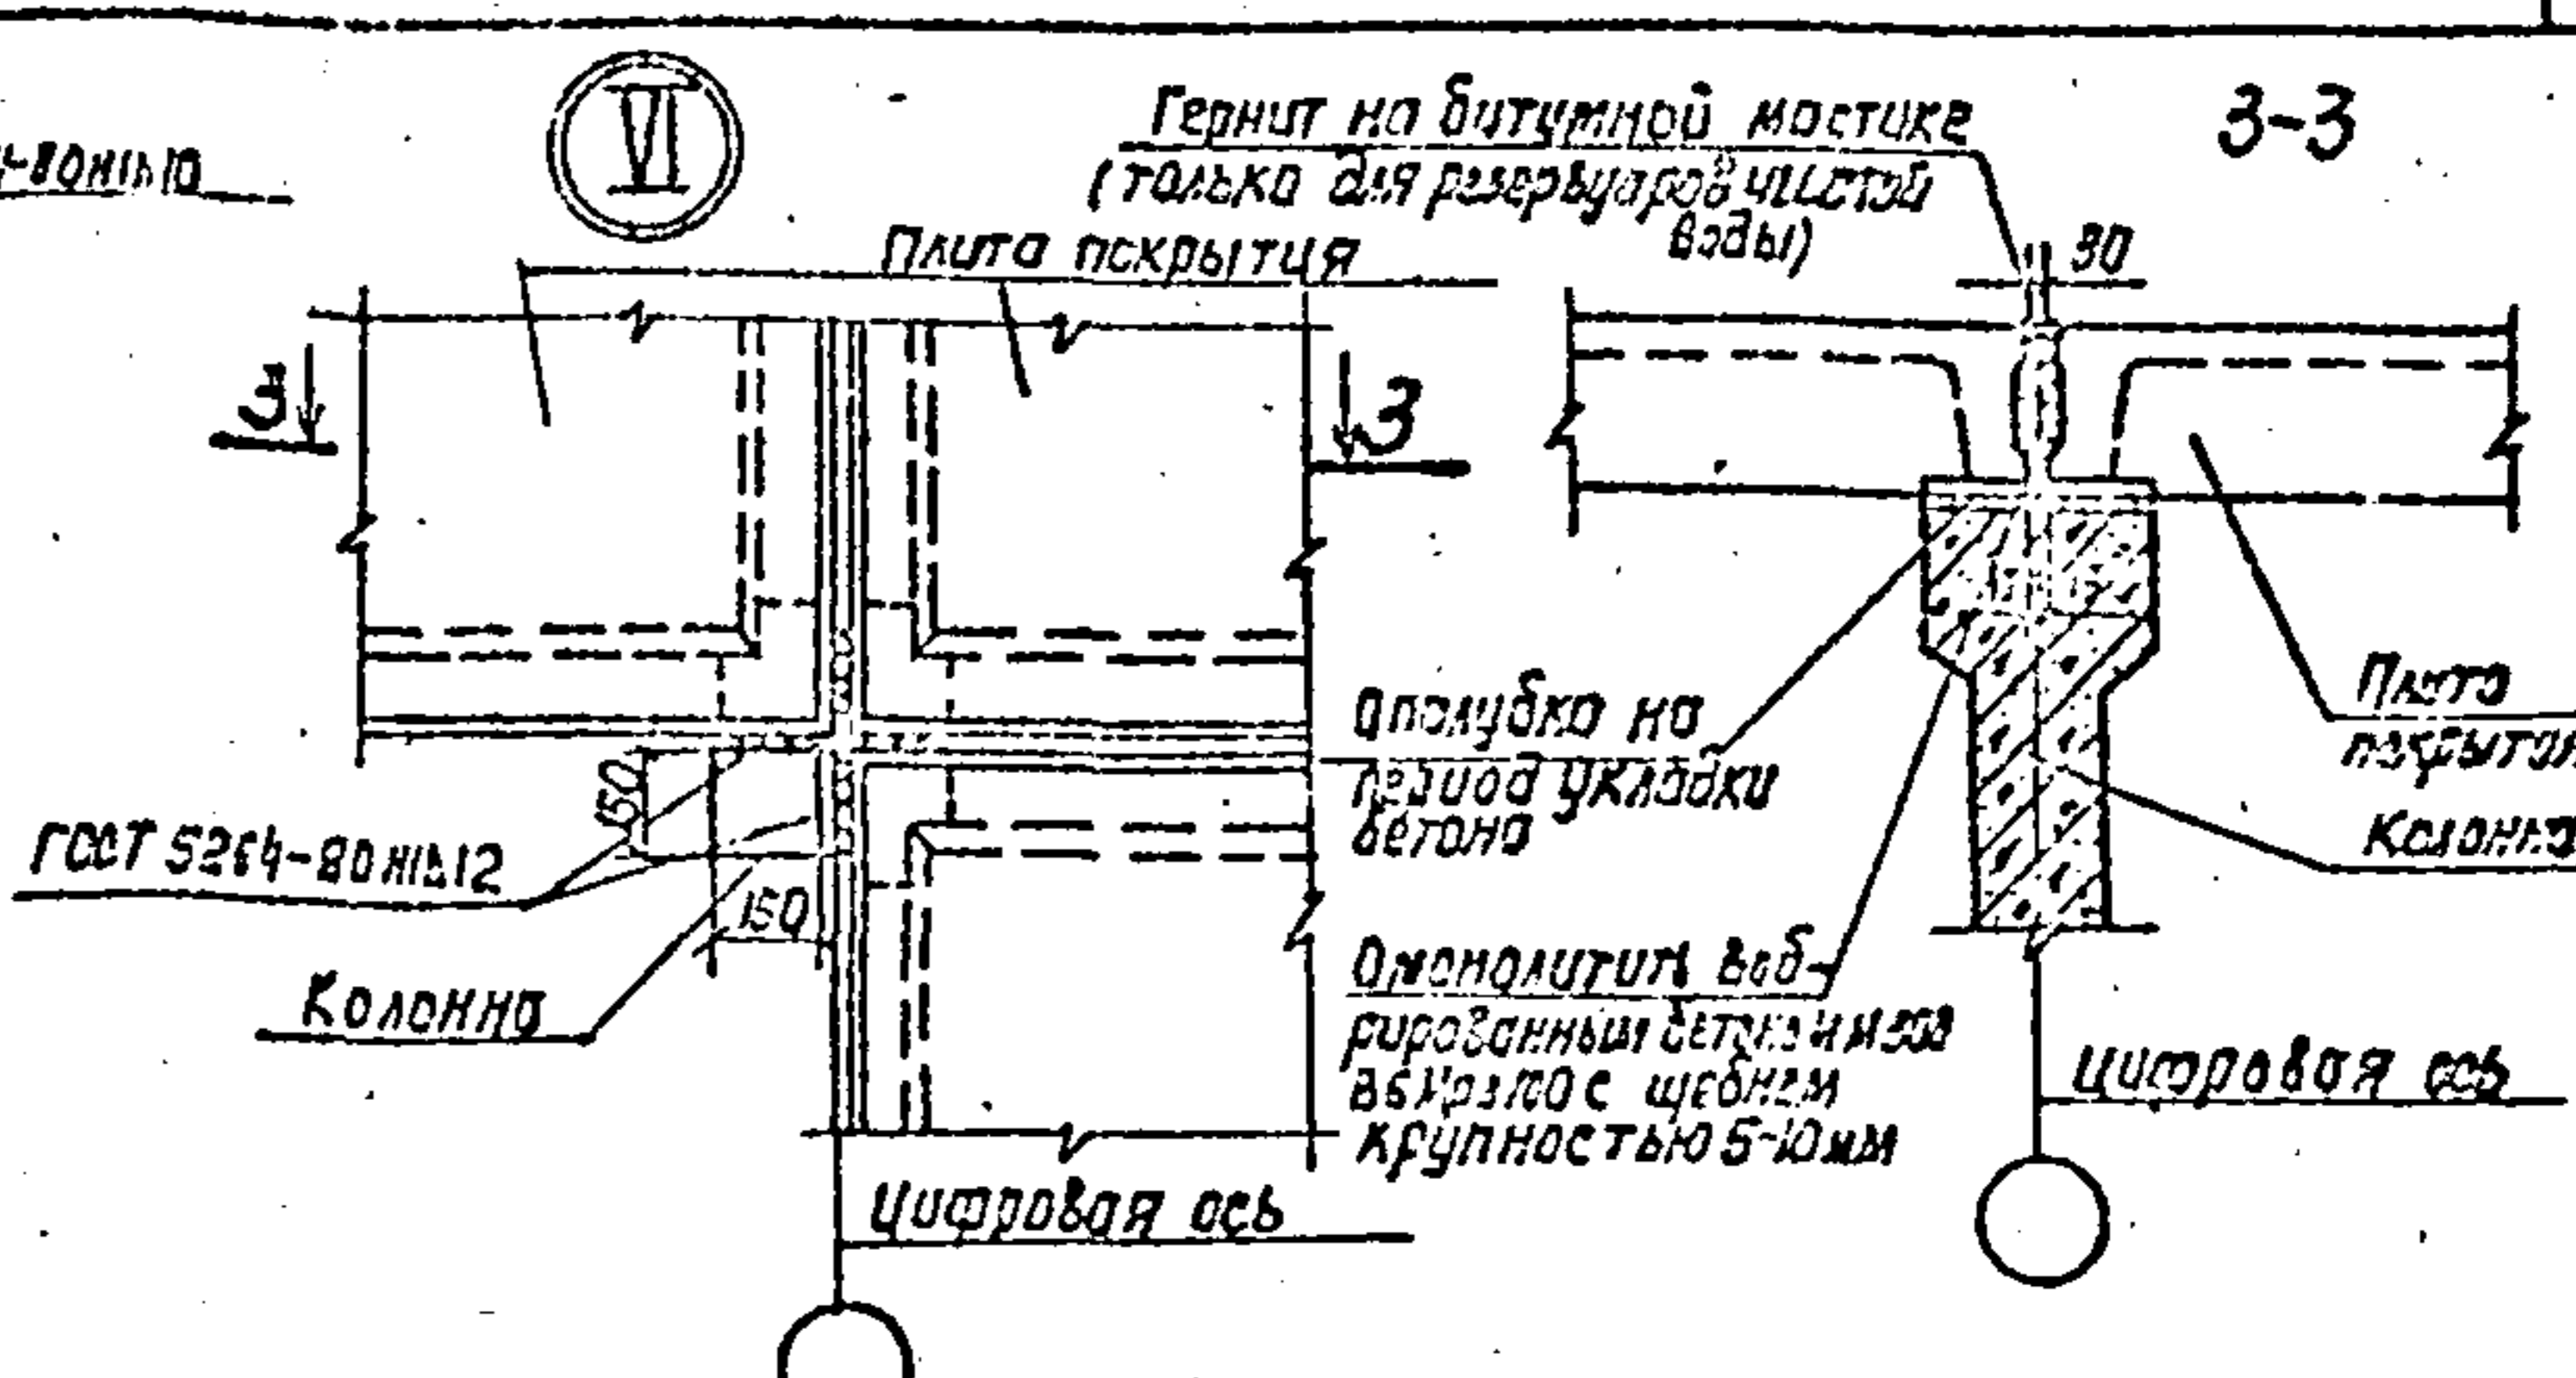 VI
Гернит на битумной мастике
(только для резервуаров чистой
воды)
3-3
Плита покрытия
30
3
3
Опалубка на
период укладки
бетона
Плита
Колонна
150
ГОСТ 5264-80
150
Колонна
Омонолитить виб-
рированным бетоном
с щебнем
крупностью 5-10мм
Цифровая ось
Цифровая ось